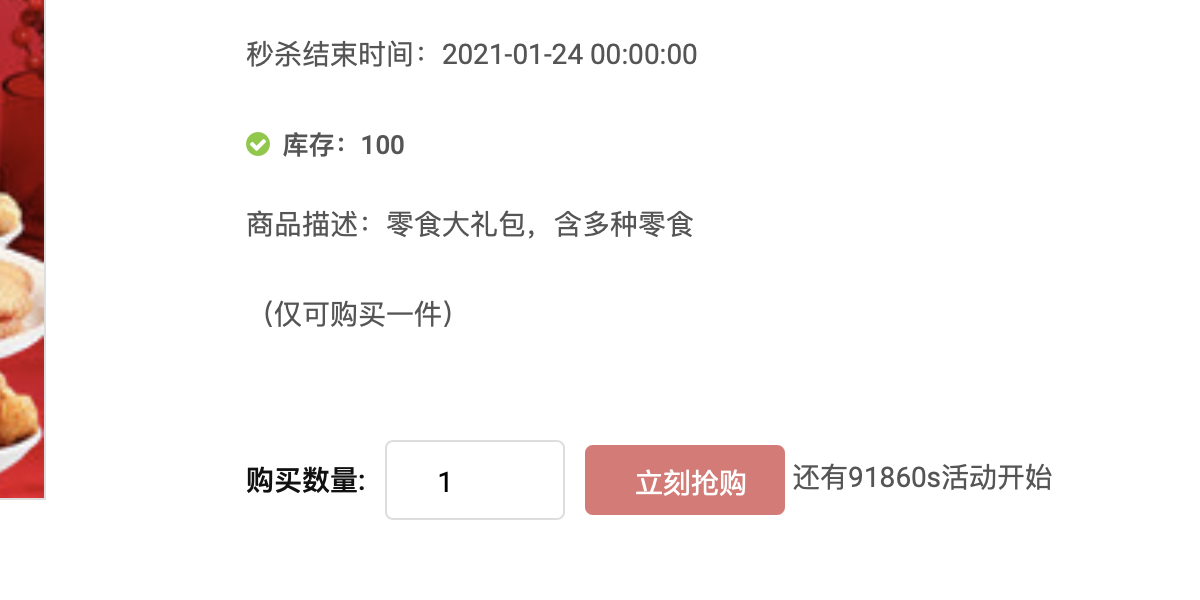 秒杀结束时间：2021-01-24 00:00:00
库存：100
商品描述：零食大礼包，含多种零食
（仅可购买一件）
购买数量: 1 立刻抢购 还有91860s活动开始